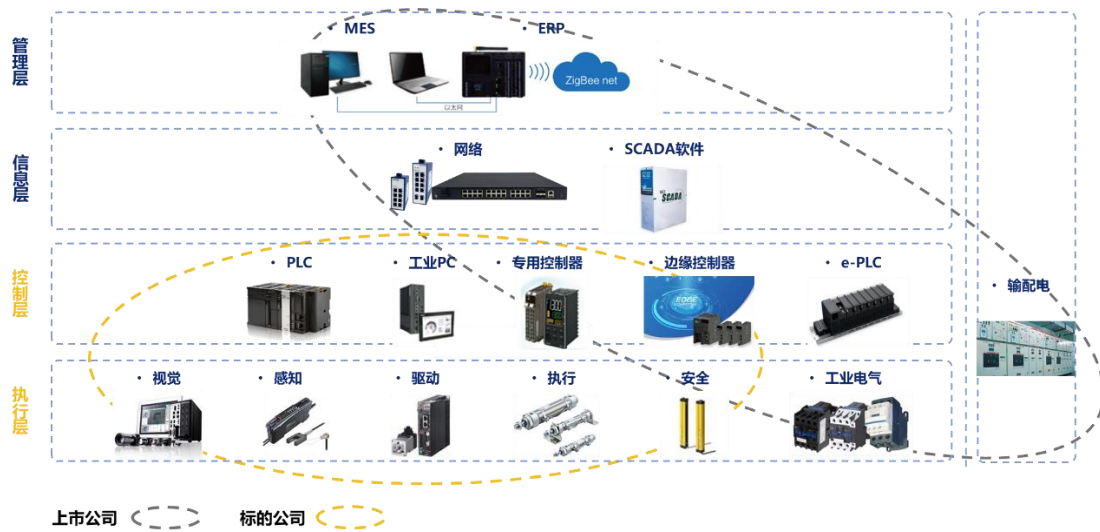 管理层
• MES
• ERP
ZigBee net
以太网
信息层
• 网络
• SCADA软件
SCADA
控制层
• PLC
• 工业PC
• 专用控制器
• 边缘控制器
• e-PLC
EDGE
• 输配电
执行层
• 视觉
• 感知
• 驱动
• 执行
• 安全
• 工业电气
上市公司
标的公司